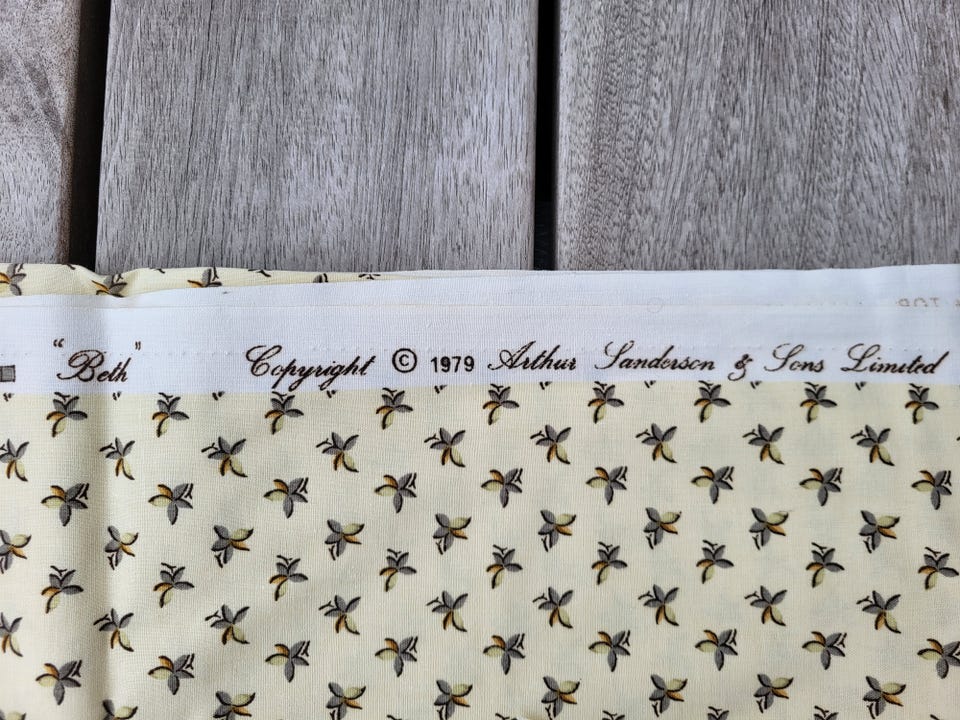 "Beth" Copyright © 1979 Arthur Sanderson & Sons Limited